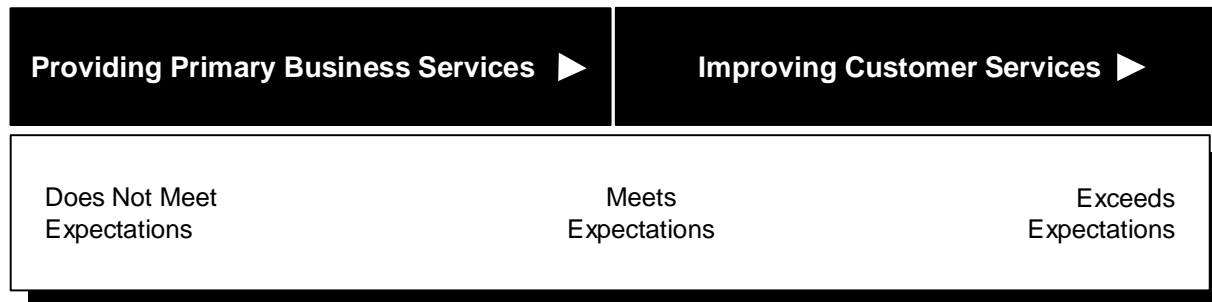 Providing Primary Business Services
Improving Customer Services
Does Not Meet
Expectations
Meets
Expectations
Exceeds
Expectations